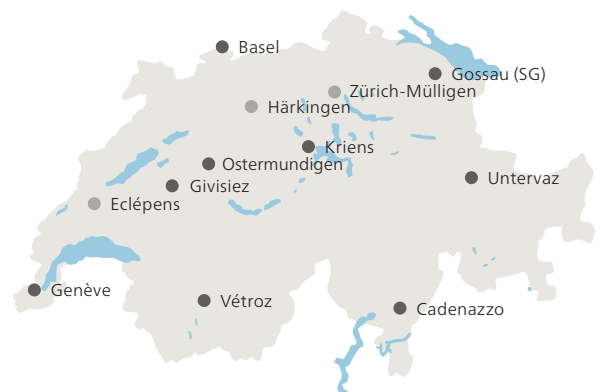 Basel
Gossau (SG)
Zürich-Mülligen
Härkingen
Kriens
Ostermundigen
Untervaz
Givisiez
Eclépens
Genève
Vétroz
Cadenazzo